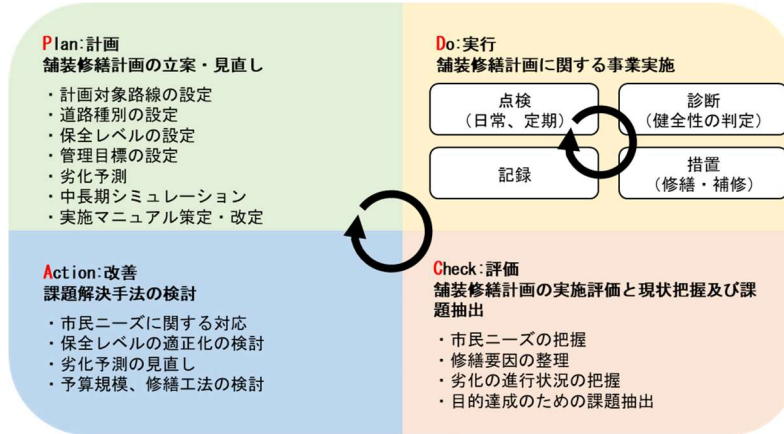 Plan:計画
舗装修繕計画の立案・見直し
・計画対象路線の設定
・道路種別の設定
・保全レベルの設定
・管理目標の設定
・劣化予測
・中長期シミュレーション
・実施マニュアル策定・改定
Do:実行
舗装修繕計画に関する事業実施
点検
(日常、定期)
診断
(健全性の判定)
記録
措置
(修繕・補修)
Action:改善
課題解決手法の検討
・市民ニーズに関する対応
・保全レベルの適正化の検討
・劣化予測の見直し
・予算規模、修繕工法の検討
Check:評価
舗装修繕計画の実施評価と現状把握及び課
題抽出
・市民ニーズの把握
・修繕要因の整理
・劣化の進行状況の把握
・目的達成のための課題抽出